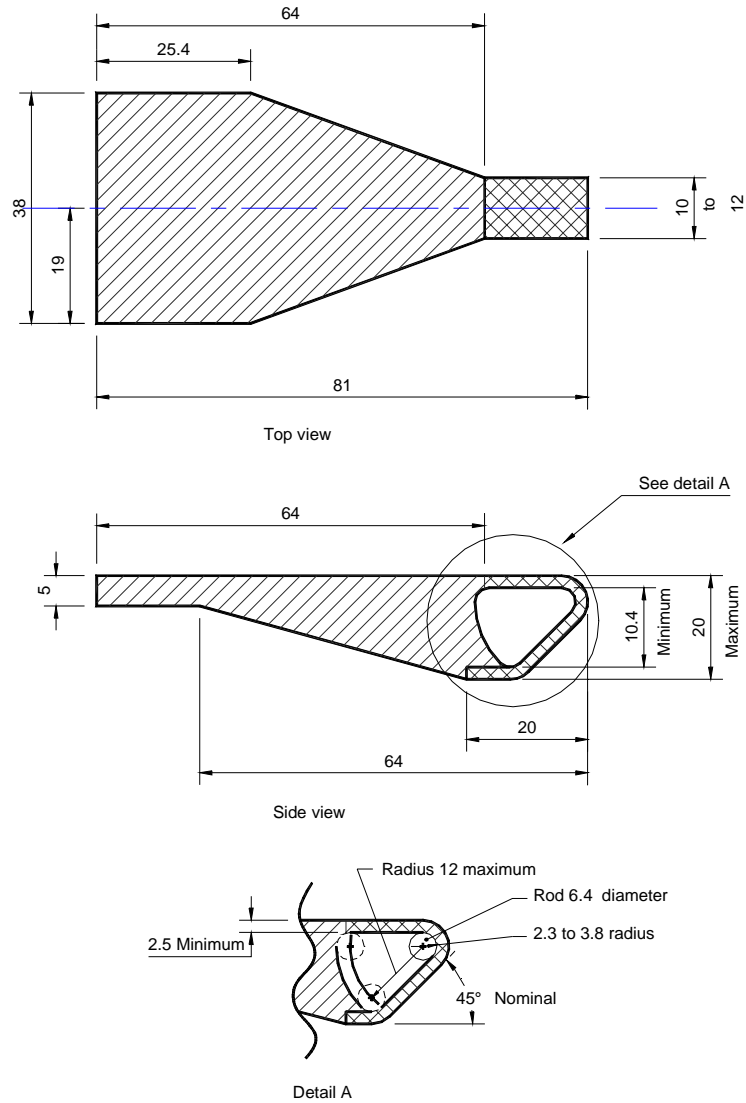 64
25.4
38
19
10
to
12
81
Top view
See detail A
64
5
10.4
Minimum
20
Maximum
20
64
Side view
Radius 12 maximum
Rod 6.4 diameter
2.5 Minimum
2.3 to 3.8 radius
45° Nominal
Detail A